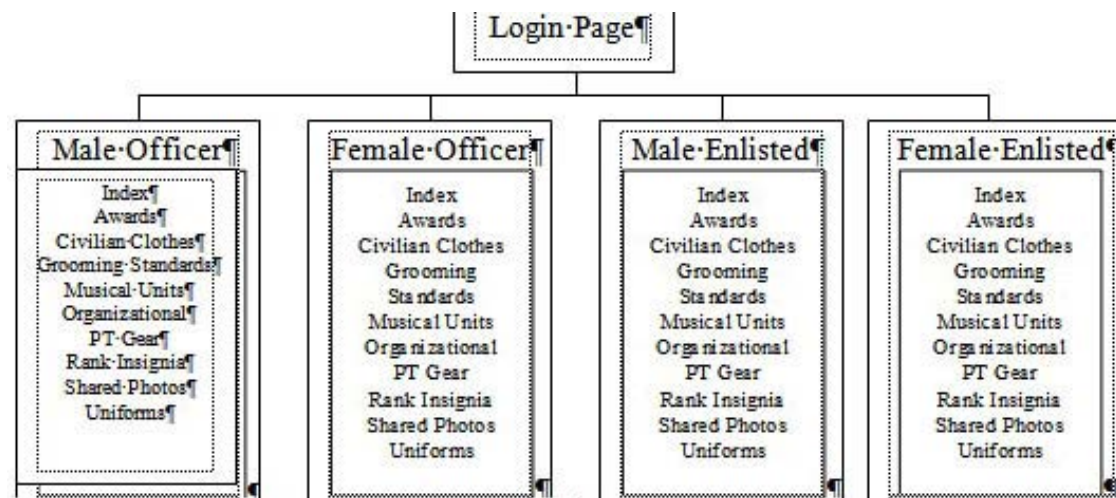 Login·Page¶
Male·Officer¶
Index¶
Awards¶
Civilian·Clothes¶
Grooming·Standards¶
Musical·Units¶
Organizational¶
PT·Gear¶
Rank·Insignia¶
Shared·Photos¶
Uniforms¶
¶
Female·Officer¶
Index
Awards
Civilian Clothes
Grooming
Standards
Musical Units
Organizational
PT Gear
Rank Insignia
Shared Photos
Uniforms
¶
Male·Enlisted¶
Index
Awards
Civilian Clothes
Grooming
Standards
Musical Units
Organizational
PT Gear
Rank Insignia
Shared Photos
Uniforms
¶
Female·Enlisted¶
Index
Awards
Civilian Clothes
Grooming
Standards
Musical Units
Organizational
PT Gear
Rank Insignia
Shared Photos
Uniforms
¶